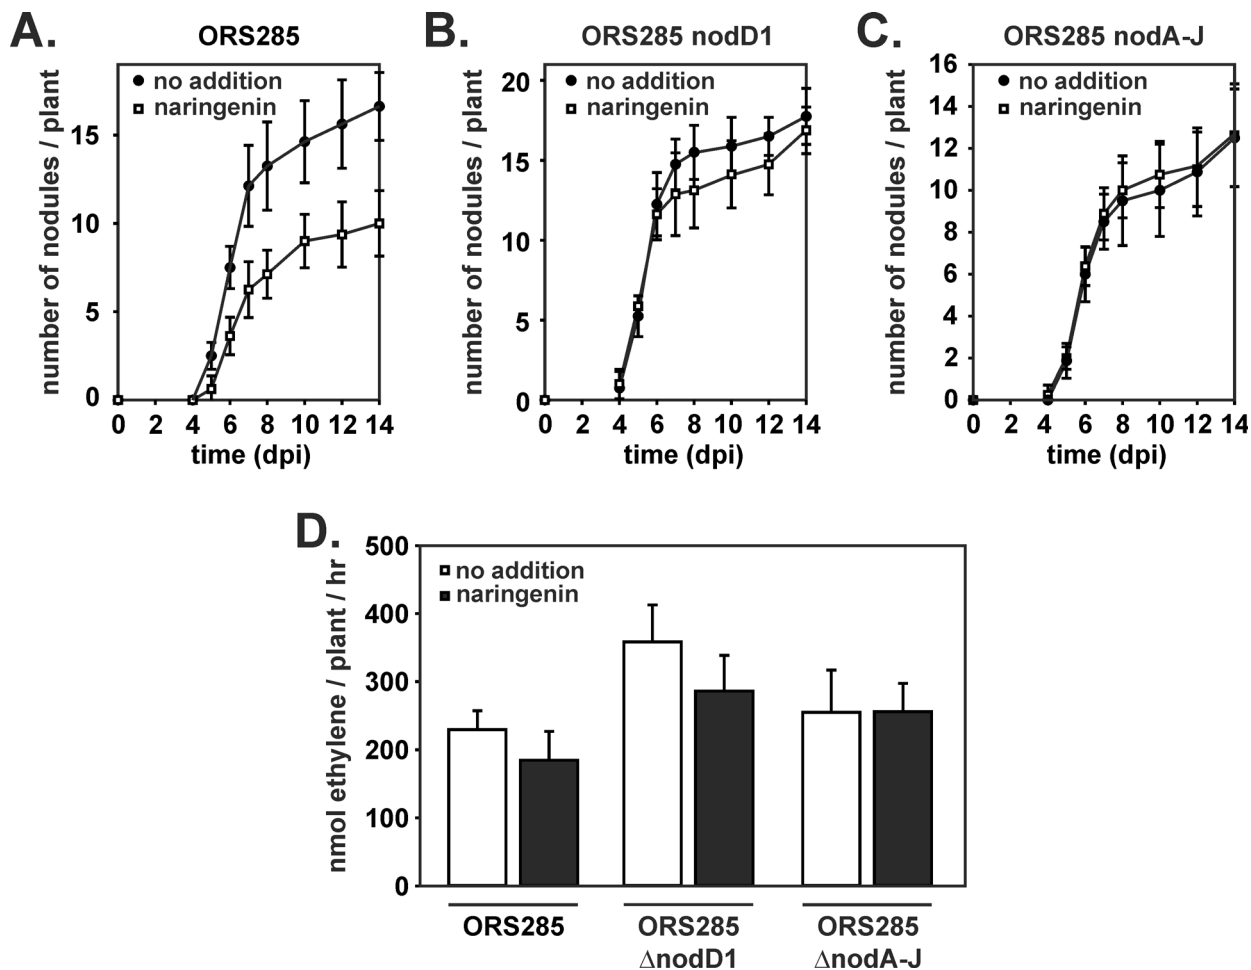 A.
ORS285
number of nodules / plant
no addition
naringenin
15
10
5
0
0 2 4 6 8 10 12 14
time (dpi)
B.
ORS285 nodD1
number of nodules / plant
no addition
naringenin
20
15
10
5
0
0 2 4 6 8 10 12 14
time (dpi)
C.
ORS285 nodA-J
number of nodules / plant
no addition
naringenin
16
14
12
10
8
6
4
2
0
0 2 4 6 8 10 12 14
time (dpi)
D.
nmol ethylene / plant / hr
no addition
naringenin
500
400
300
200
100
0
ORS285
ORS285
ΔnodD1
ORS285
ΔnodA-J